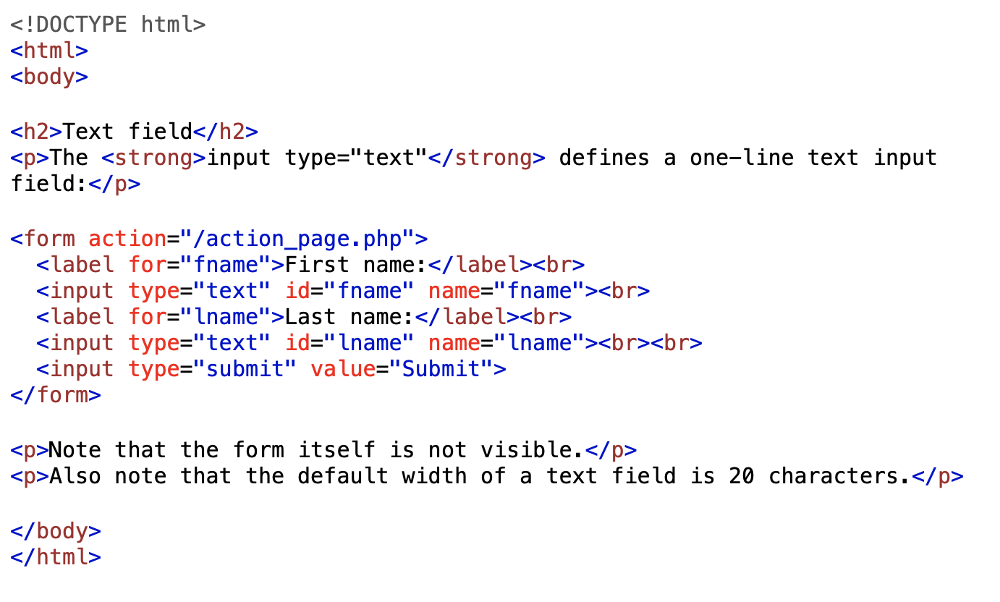 <!DOCTYPE html>
<html>
<body>

<h2>Text field</h2>
<p>The <strong>input type="text"</strong> defines a one-line text input
field:</p>

<form action="/action_page.php">
  <label for="fname">First name:</label><br>
  <input type="text" id="fname" name="fname"><br>
  <label for="lname">Last name:</label><br>
  <input type="text" id="lname" name="lname"><br><br>
  <input type="submit" value="Submit">
</form>

<p>Note that the form itself is not visible.</p>
<p>Also note that the default width of a text field is 20 characters.</p>

</body>
</html>